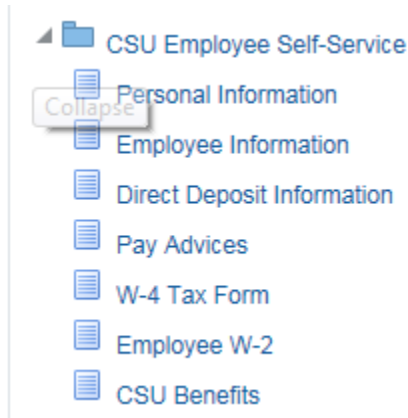 CSU Employee Self-Service
Personal Information
Collapse
Employee Information
Direct Deposit Information
Pay Advices
W-4 Tax Form
Employee W-2
CSU Benefits